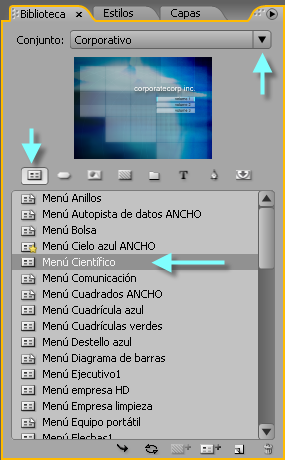 Biblioteca Estilos Capas
Conjunto: Corporativo
corporatecorp inc.
T
Menú Anillos
Menú Autopista de datos ANCHO
Menú Bolsa
Menú Cielo azul ANCHO
Menú Científico
Menú Comunicación
Menú Cuadrados ANCHO
Menú Cuadrícula azul
Menú Cuadrículas verdes
Menú Destello azul
Menú Diagrama de barras
Menú Ejecutivo1
Menú empresa HD
Menú Empresa limpieza
Menú Equipo portátil
Menú Flechas1